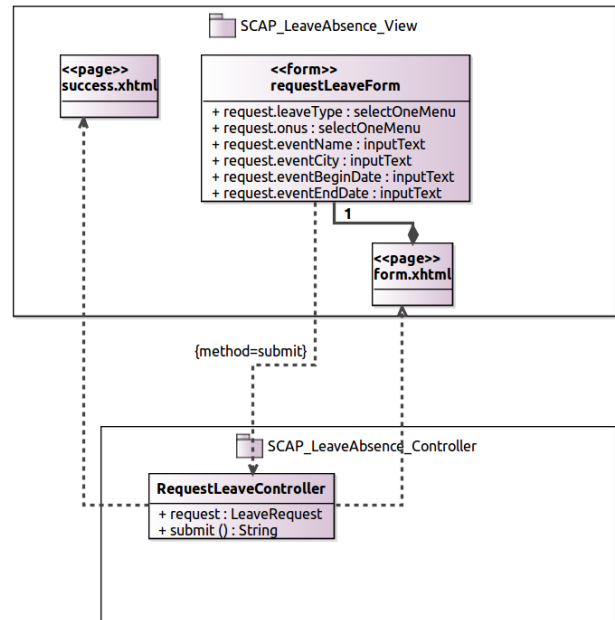 SCAP_LeaveAbsence_View
<<page>>
success.xhtml
<<form>>
requestLeaveForm
+ request.leaveType : selectOneMenu
+ request.onus : selectOneMenu
+ request.eventName : inputText
+ request.eventCity : inputText
+ request.eventBeginDate : inputText
+ request.eventEndDate : inputText
1
<<page>>
form.xhtml
{method=submit}
SCAP_LeaveAbsence_Controller
RequestLeaveController
+ request : LeaveRequest
+ submit () : String